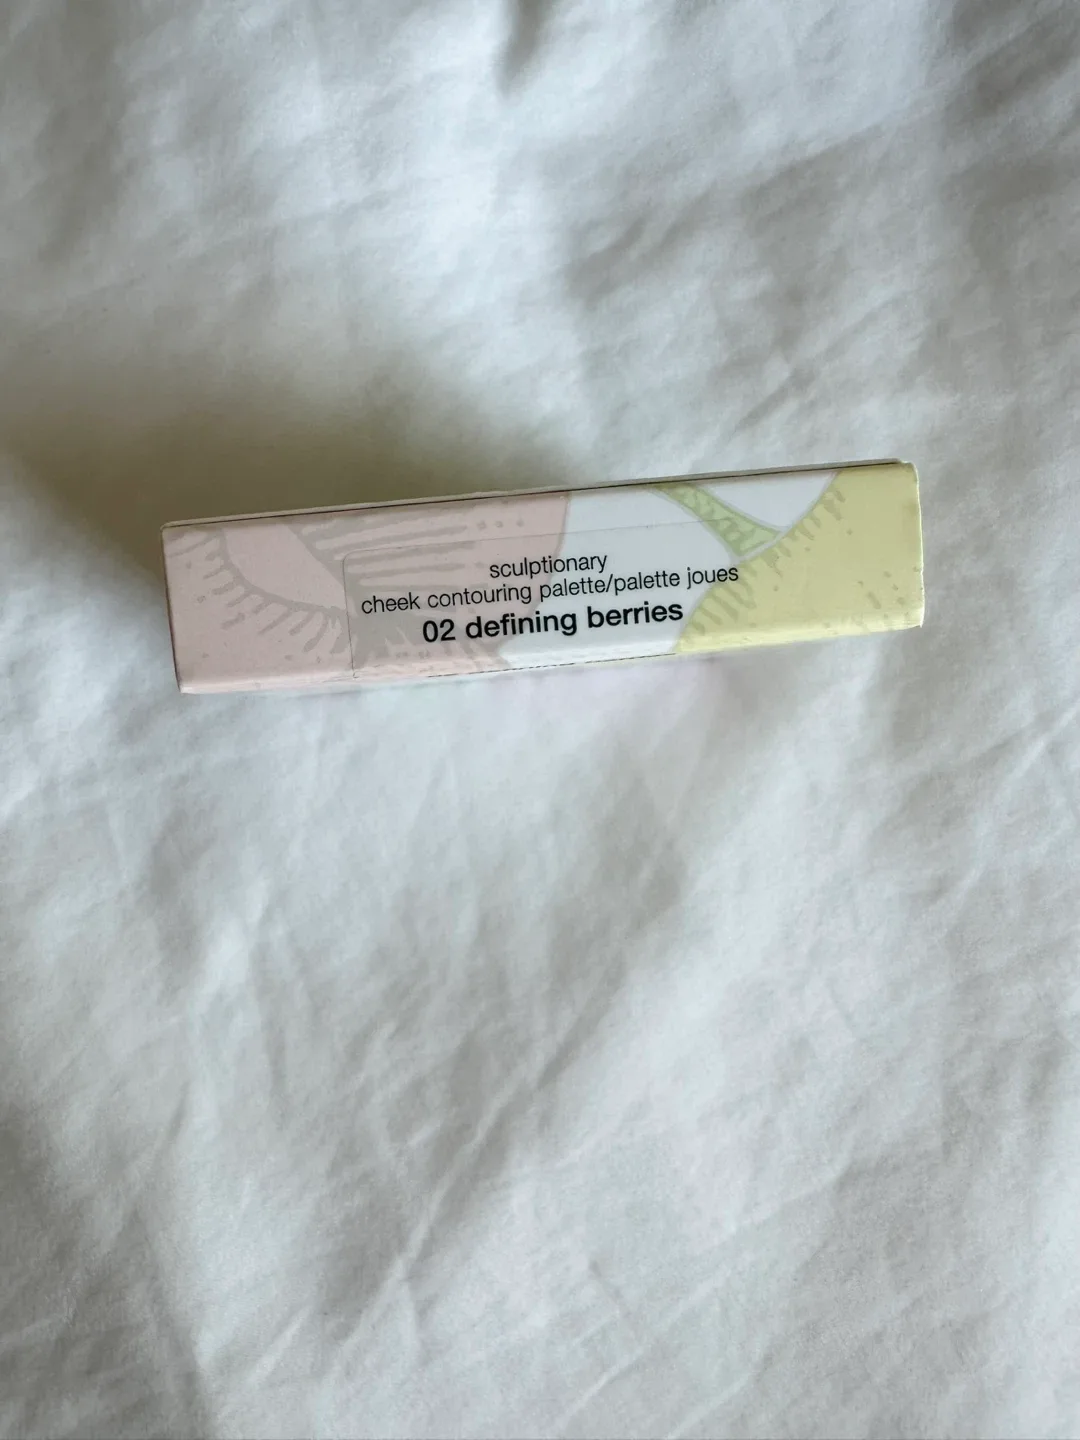 sculptionary
cheek contouring palette/palette joues
02 defining berries